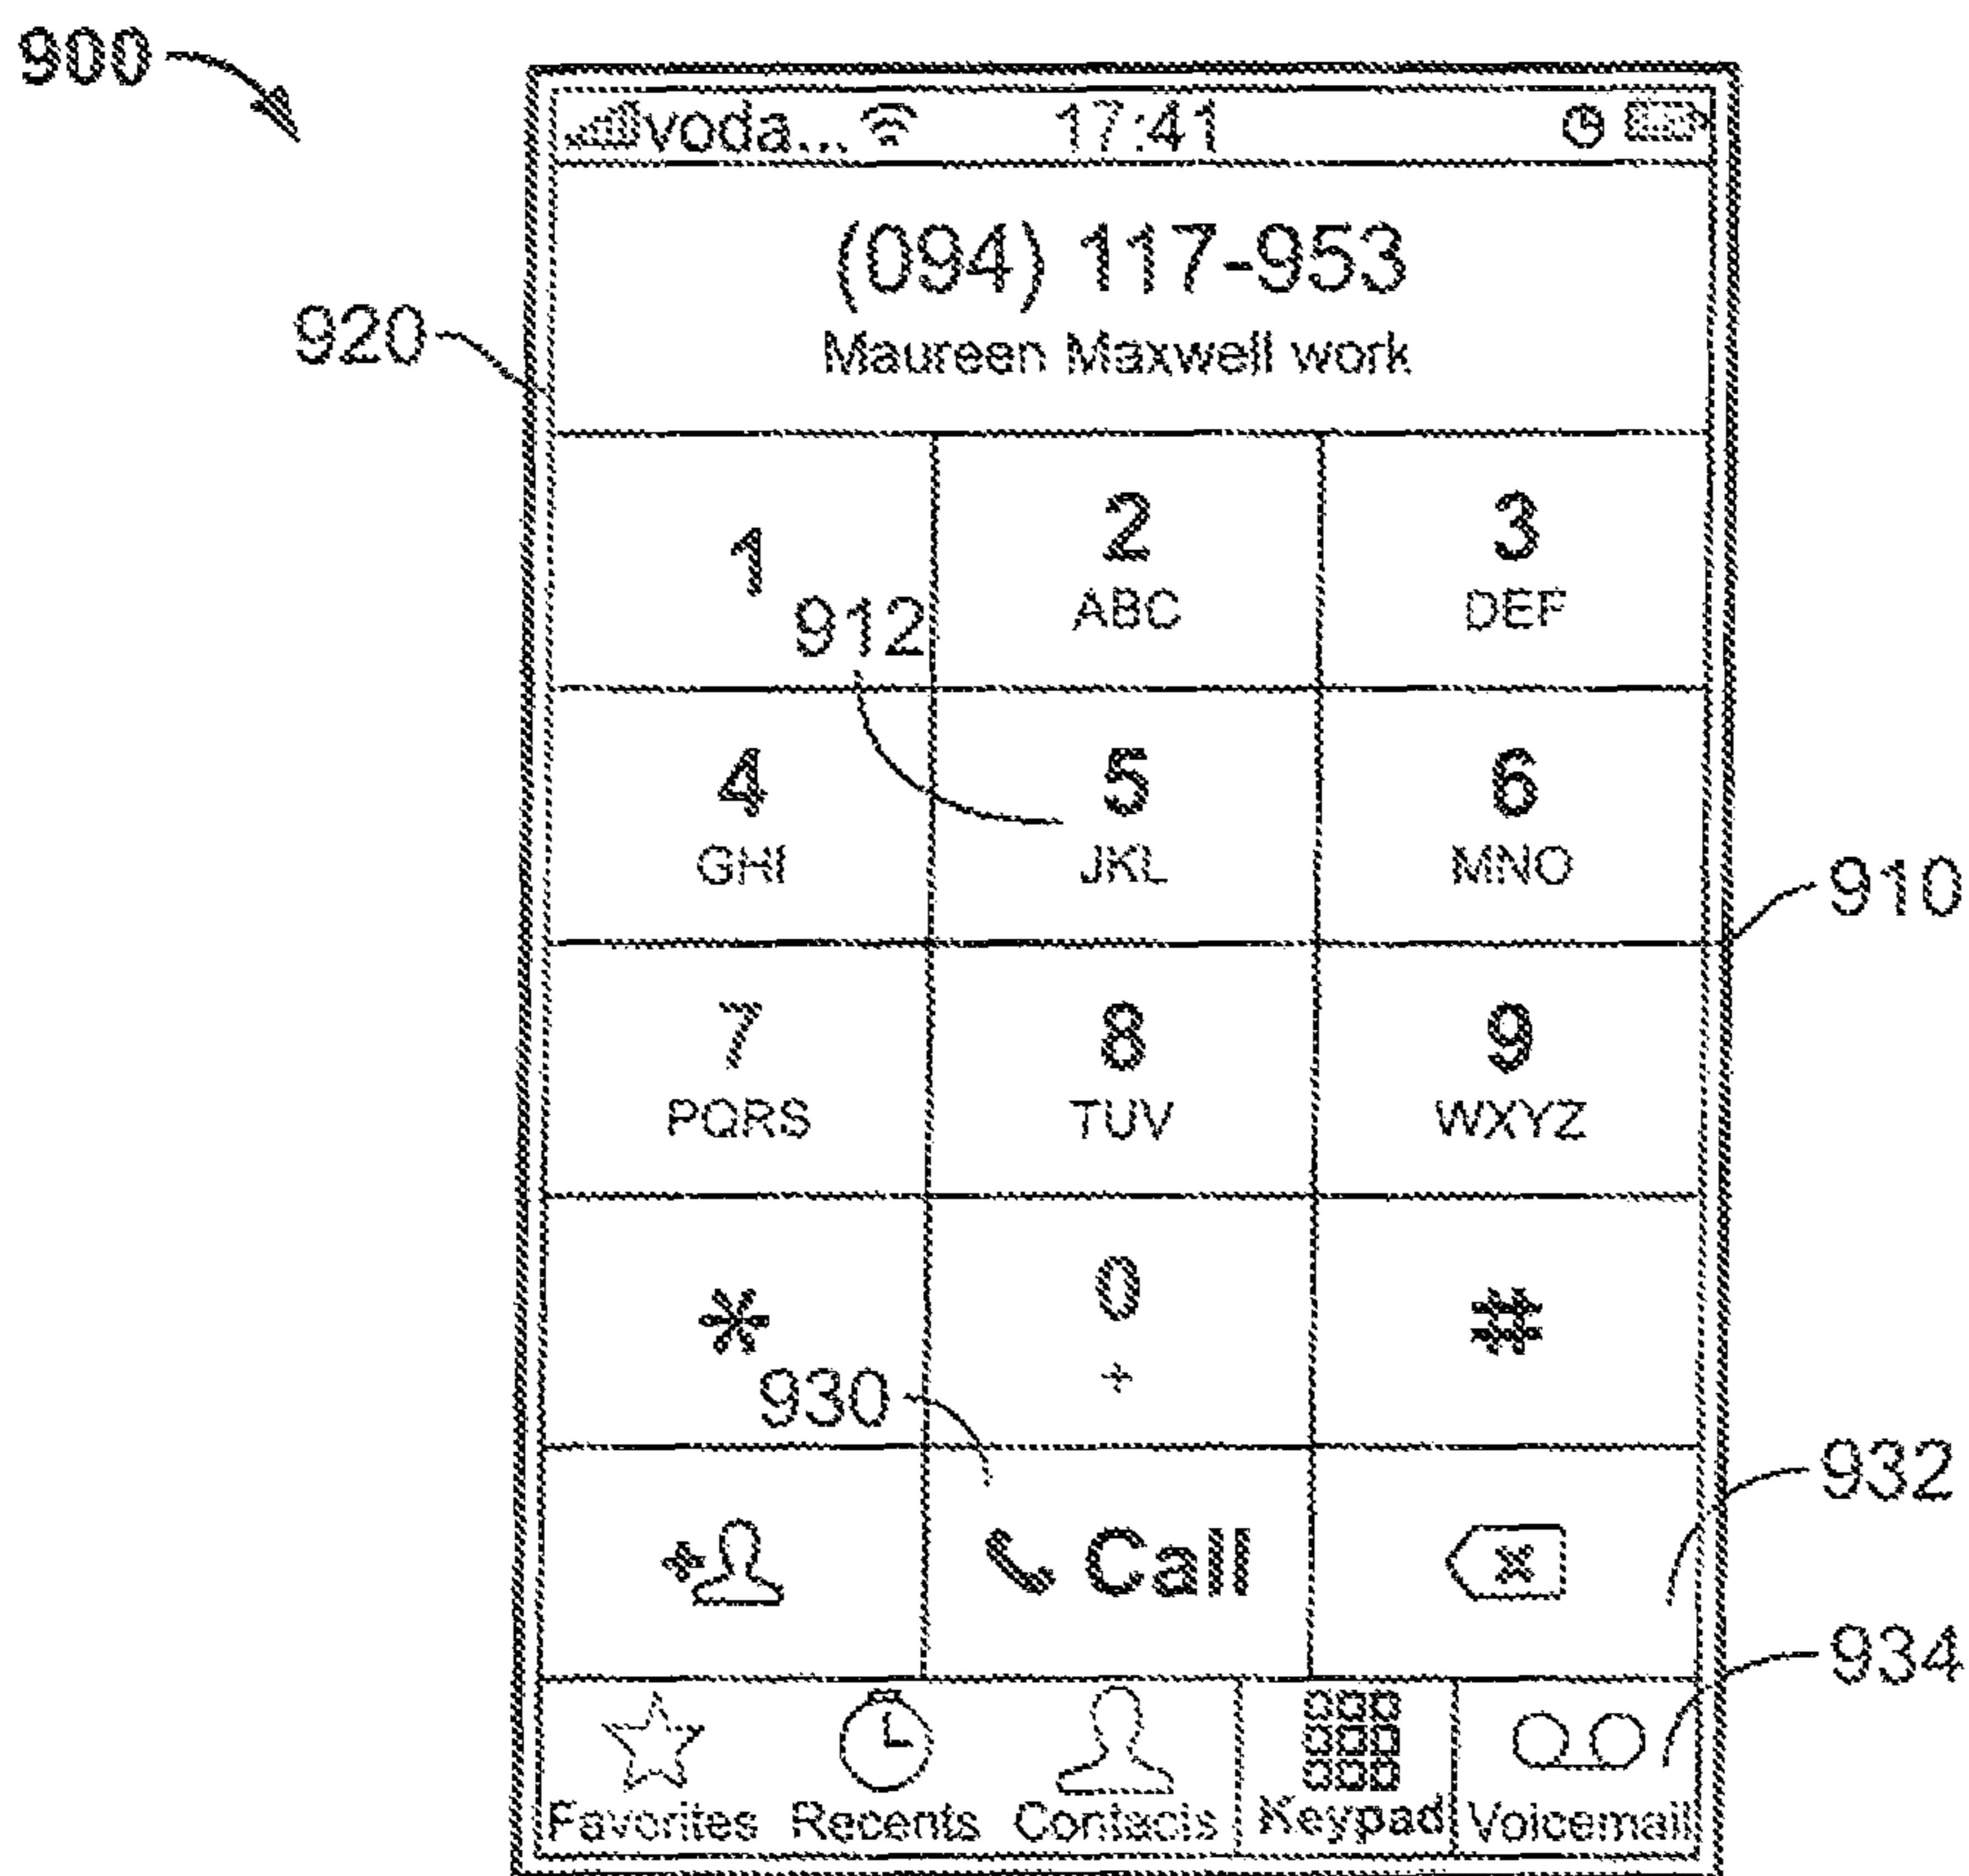 900
voda... 17:41
(094) 117-953
920
Maureen Maxwell work
1 2 3
912 ABC DEF
4 5 6
GHI JKL MNO
910
7 8 9
PQRS TUV WXYZ
* 0 #
+
930
932
Call
934
Favorites Recents Contacts Keypad Voicemail